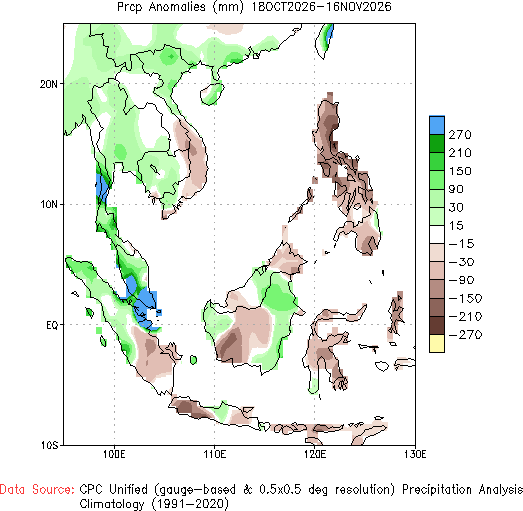 Prcp Anomalies (mm) 18OCT2026-16NOV2026
20N
10N
EQ
10S
100E
110E
120E
130E
270
210
150
90
30
15
-15
-30
-90
-150
-210
-270
Data Source: CPC Unified (gauge-based & 0.5x0.5 deg resolution) Precipitation Analysis
Climatology (1991-2020)